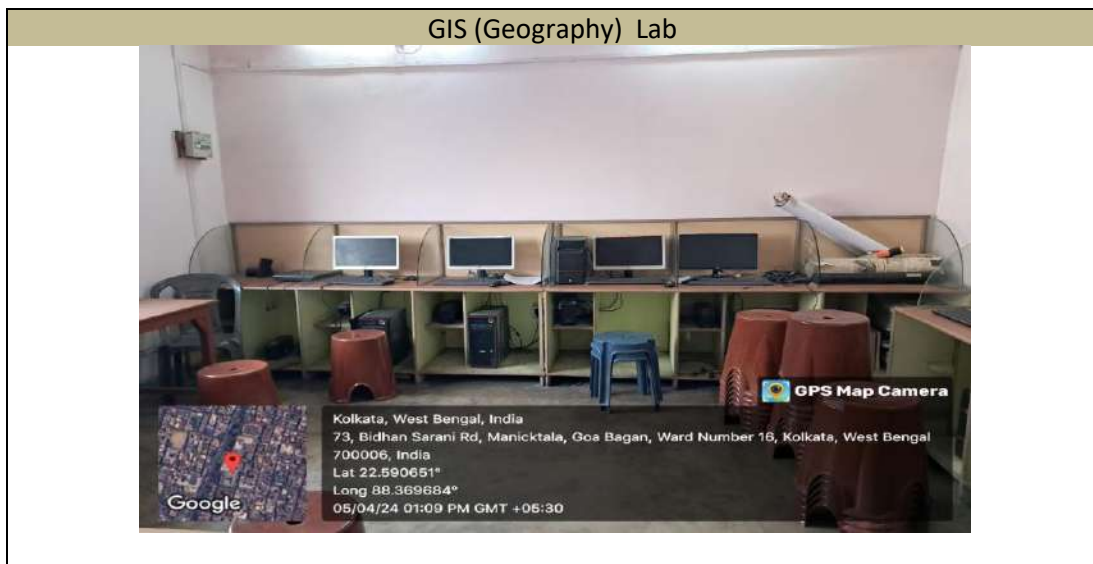 GIS (Geography) Lab
GPS Map Camera
Kolkata, West Bengal, India
73, Bidhan Sarani Rd, Manicktala, Goa Bagan, Ward Number 16, Kolkata, West Bengal
700006, India
Lat 22.590651°
Long 88.369684°
05/04/24 01:09 PM GMT +05:30
Google